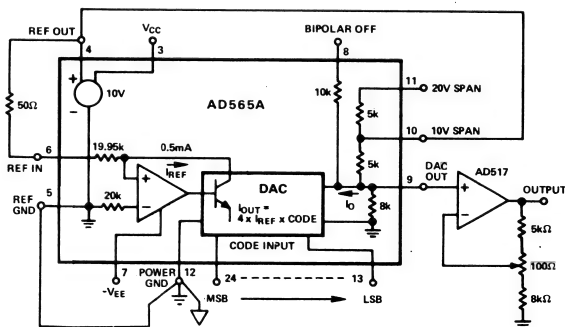 REF OUT
4
VCC
3
BIPOLAR OFF
8
+
10V
-
AD565A
10k
5k
11
20V SPAN
50Ω
10
10V SPAN
6
REF IN
19.95k
0.5mA
IREF
5k
DAC OUT
9
AD517
5
REF GND
20k
+
-
DAC
IOUT =
4 x IREF x CODE
IO
8k
+
-
OUTPUT
5kΩ
CODE INPUT
100Ω
7
-VEE
POWER GND
12
24
13
MSB
LSB
8kΩ